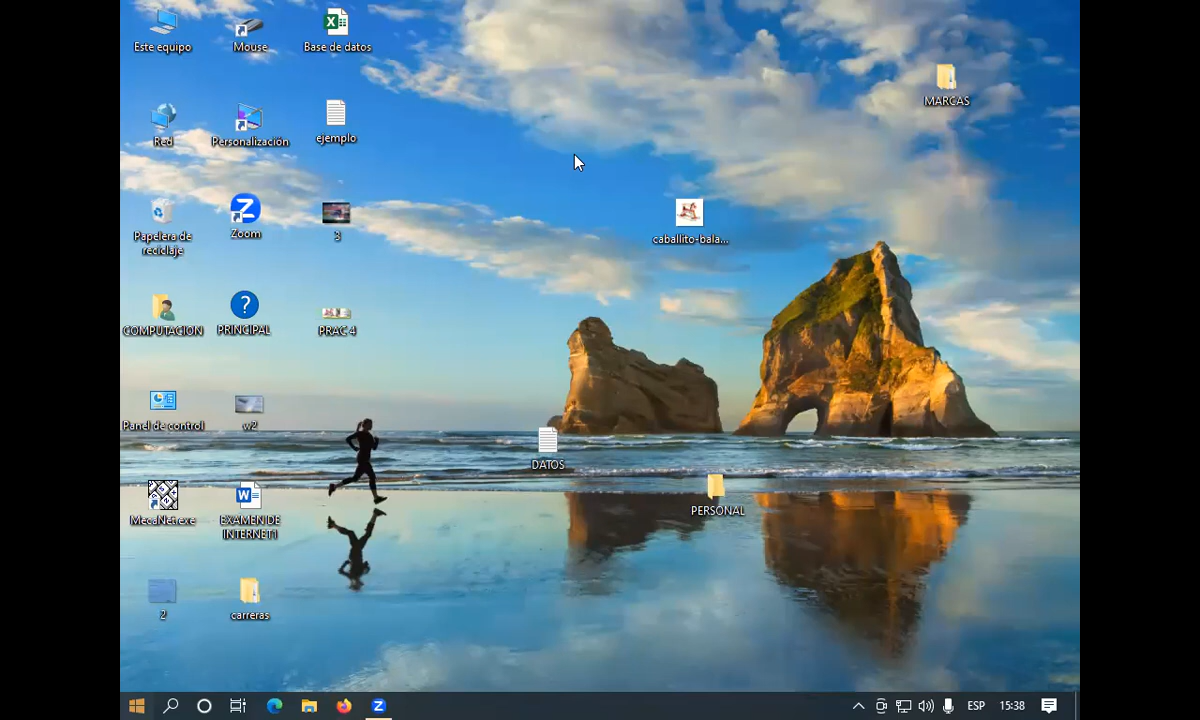 Este equipo
Mouse
Base de datos
MARCAS
Red
Personalización
ejemplo
Papelera de
reciclaje
Zoom
3
caballito-bala...
COMPUTACION
PRINCIPAL
PRAC 4
Panel de control
w2
DATOS
MecaNet.exe
EXAMEN DE
INTERNET1
PERSONAL
2
carreras
ESP
15:38